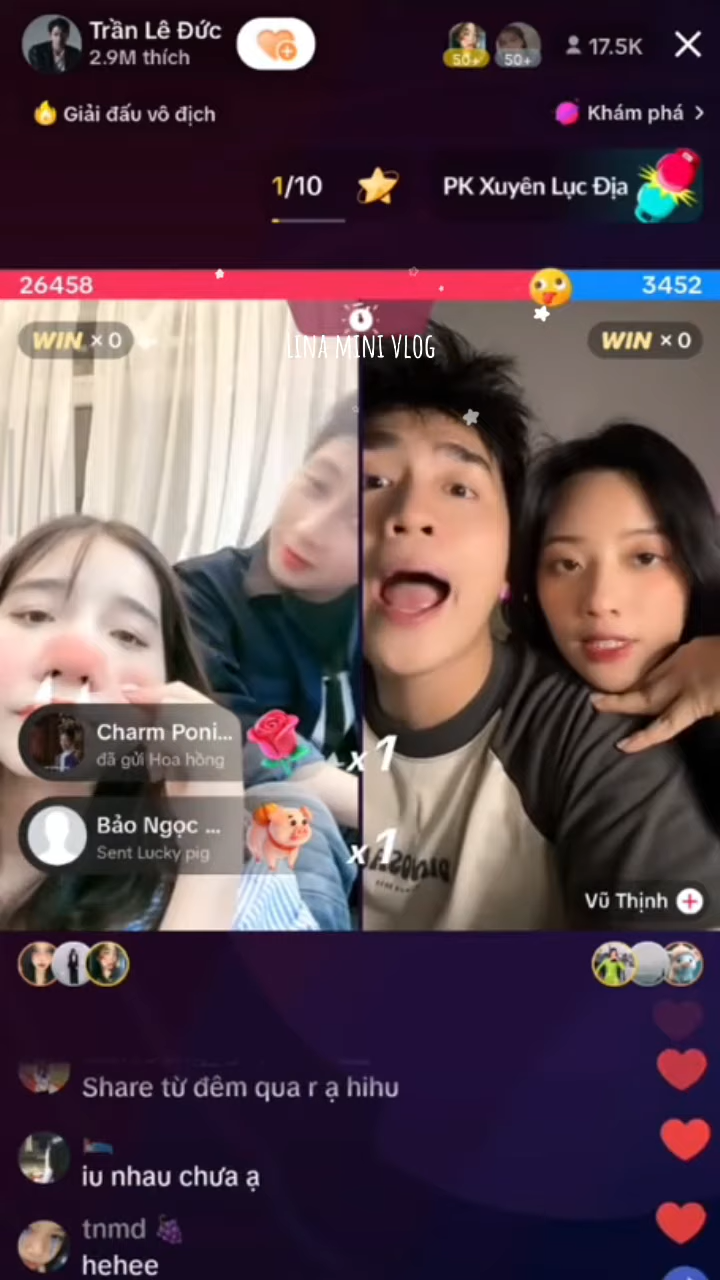 Trần Lê Đức
2.9M thích
50+
50+
17.5K
Giải đấu vô địch
Khám phá
1/10
PK Xuyên Lục Địa
26458
3452
WIN × 0
WIN × 0
LINA MINI VLOG
Charm Poni...
đã gửi Hoa hồng
x1
Bảo Ngọc ...
Sent Lucky pig
x1
Vũ Thịnh
Share từ đêm qua r ạ hihu
iu nhau chưa ạ
tnmd
hehee